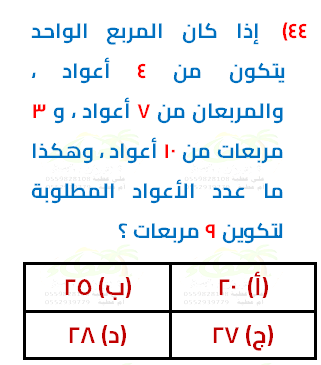 ٤٤) إذا كان المربع الواحد
يتكون من ٤ أعواد ،
والمربعان من ٧ أعواد ، و ٣
مربعات من ١٠ أعواد ، وهكذا
ما عدد الأعواد المطلوبة
لتكوين ٩ مربعات ؟
(أ) ٢٠ (ب) ٢٥
(ج) ٢٧ (د) ٢٨